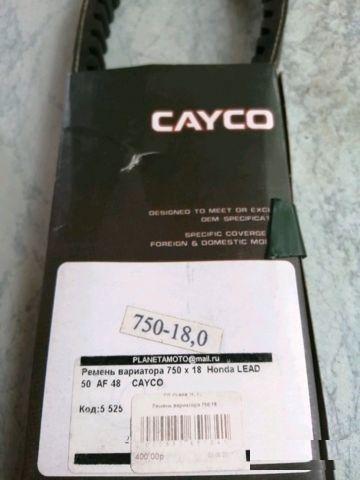 CAYCO
DESIGNED TO MEET OR EXC
OEM SPECIFICAT
SPECIFIC COVERGE
FOREIGN & DOMESTIC MOD
750-18,0
PLANETAMOTO@mail.ru
Ремень вариатора 750 x 18 Honda LEAD
50 AF 48 CAYCO
Код:5 525
Ремень вариатора 750 18
400.00р